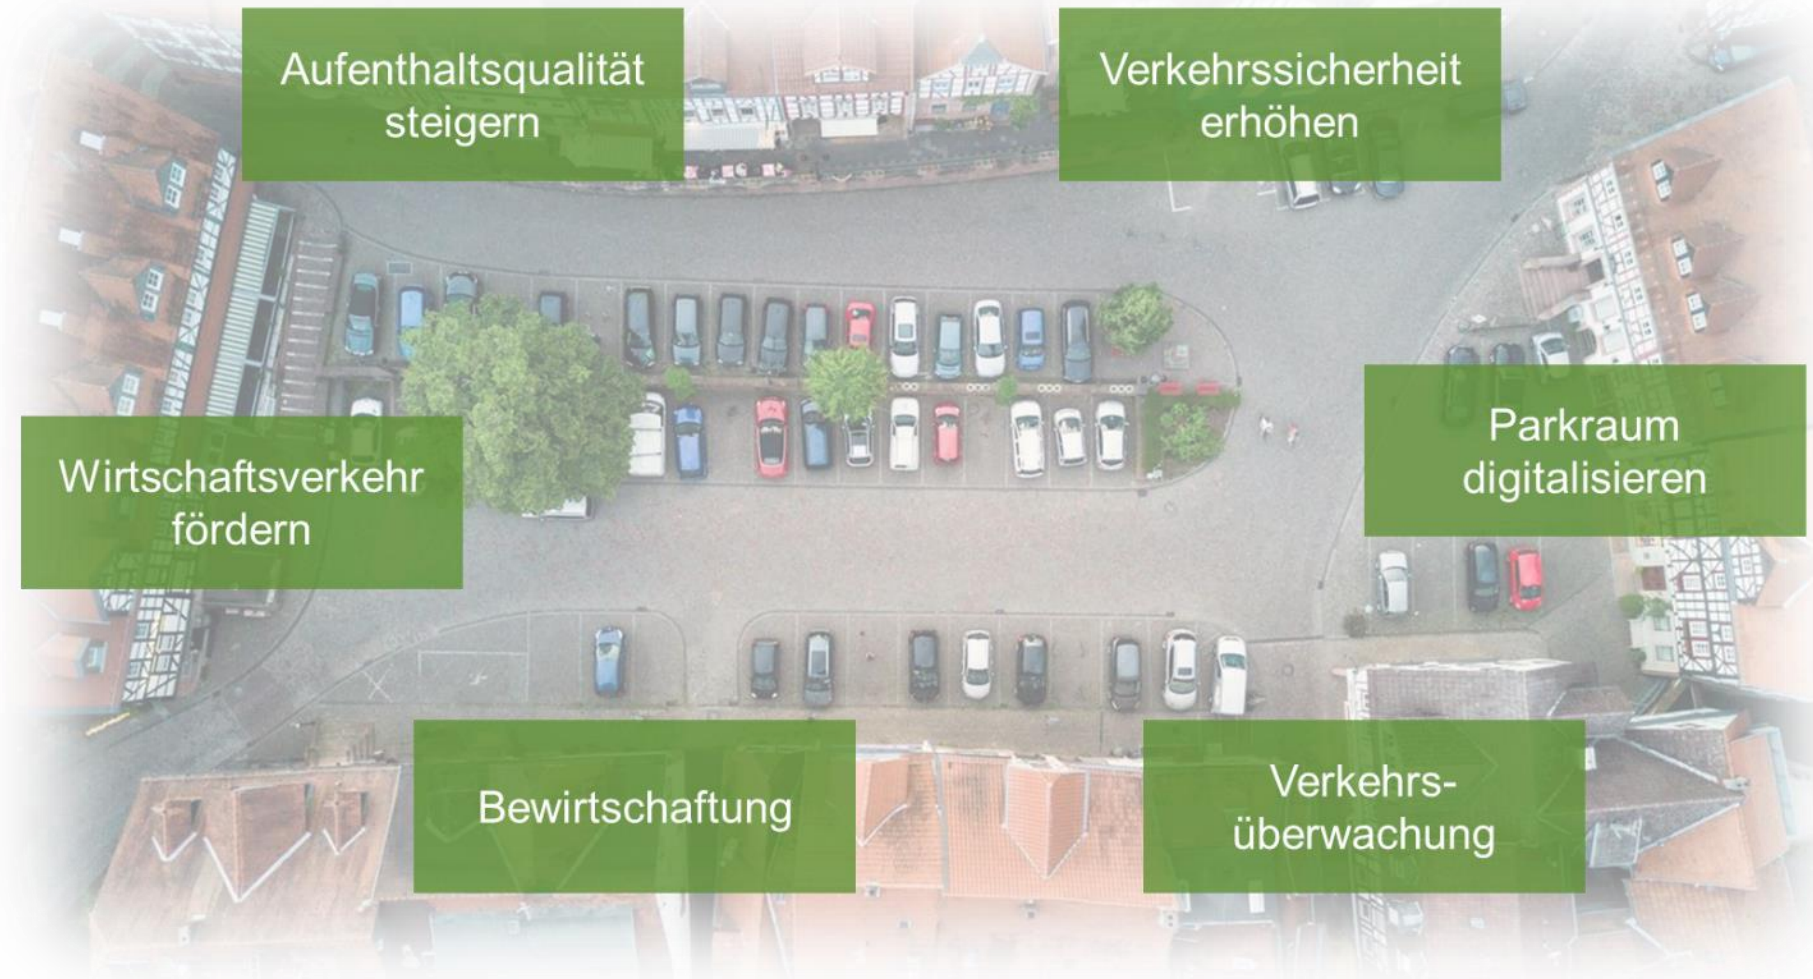 Aufenthaltsqualität
steigern
Verkehrssicherheit
erhöhen
Wirtschaftsverkehr
fördern
Parkraum
digitalisieren
Bewirtschaftung
Verkehrs-
überwachung